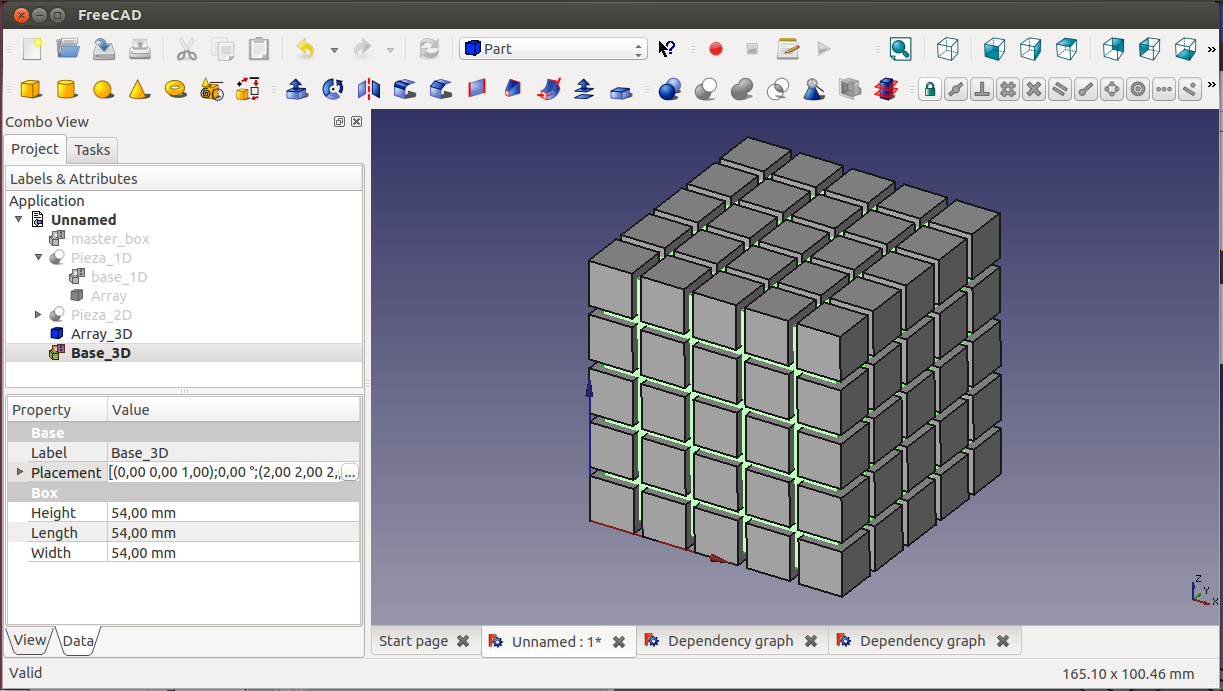 FreeCAD
Part
»
»
Combo View
Project
Tasks
Labels & Attributes
Application
Unnamed
master_box
Pieza_1D
base_1D
Array
Pieza_2D
Array_3D
Base_3D
Property Value
Base
Label Base_3D
Placement [(0,00 0,00 1,00);0,00 °;(2,00 2,00 2, ...
Box
Height 54,00 mm
Length 54,00 mm
Width 54,00 mm
View Data
Z
Y
X
Start page Unnamed : 1* Dependency graph Dependency graph
Valid 165.10 x 100.46 mm